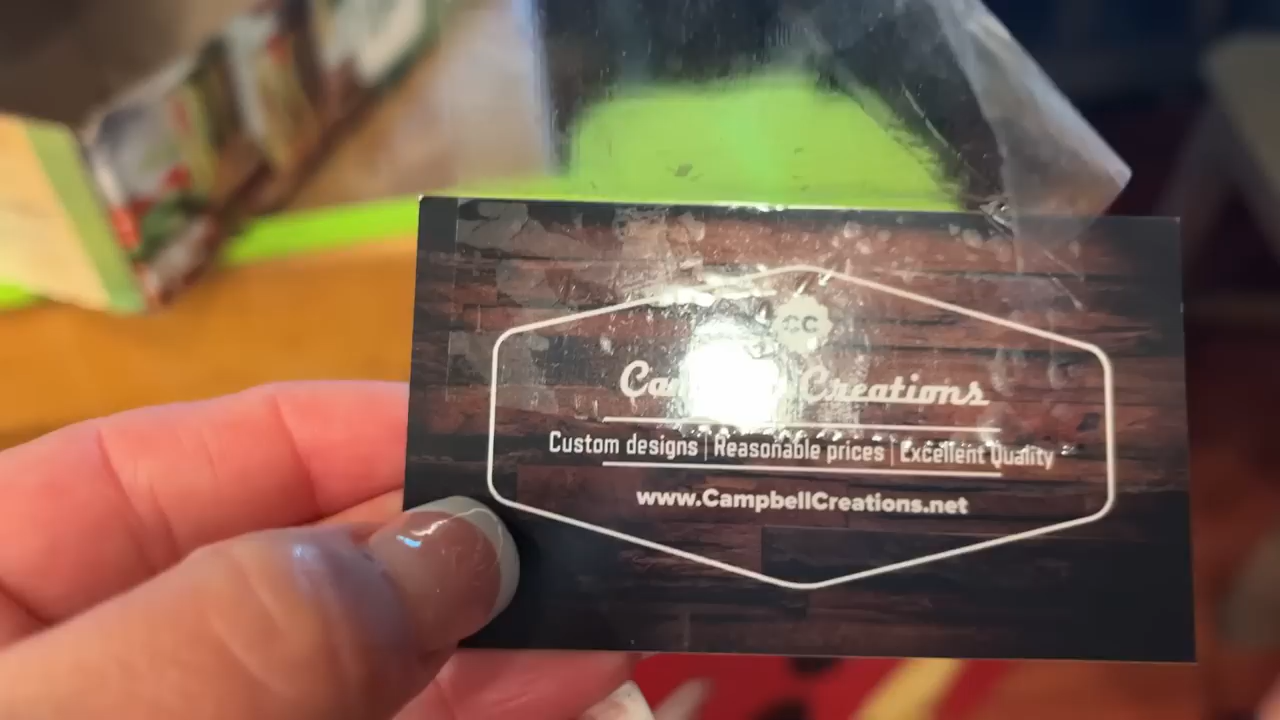 CC
Creations
Custom designs | Reasonable prices | Excellent Quality
www.CampbellCreations.net